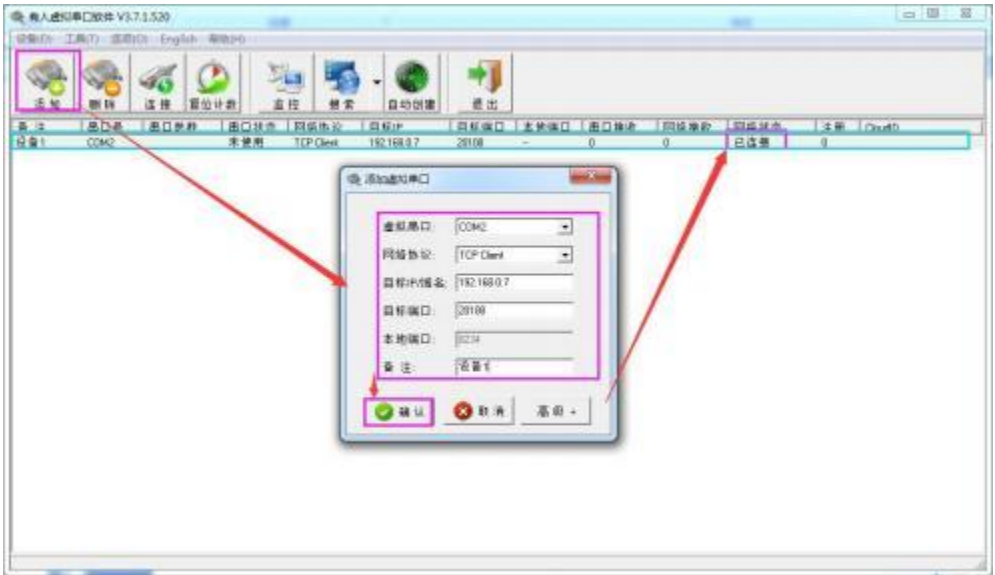 有人虚拟串口软件 V3.7.1.520
设备(D) 工具(T) 选项(O) English 帮助(H)
添加 删除 连接 复位计数 监控 搜索 自动创建 退出
备注 串口号 串口参数 串口状态 网络协议 目标IP 目标端口 本地端口 串口接收 网络接收 网络状态 注册 CloudID
设备1 COM2 未使用 TCP Client 192.168.0.7 20108 - 0 0 已连接 0
添加虚拟串口
虚拟串口: COM2
网络协议: TCP Client
目标IP/域名: 192.168.0.7
目标端口: 20108
本地端口: 8234
备 注: 设备1
确 认 取 消 高 级 +